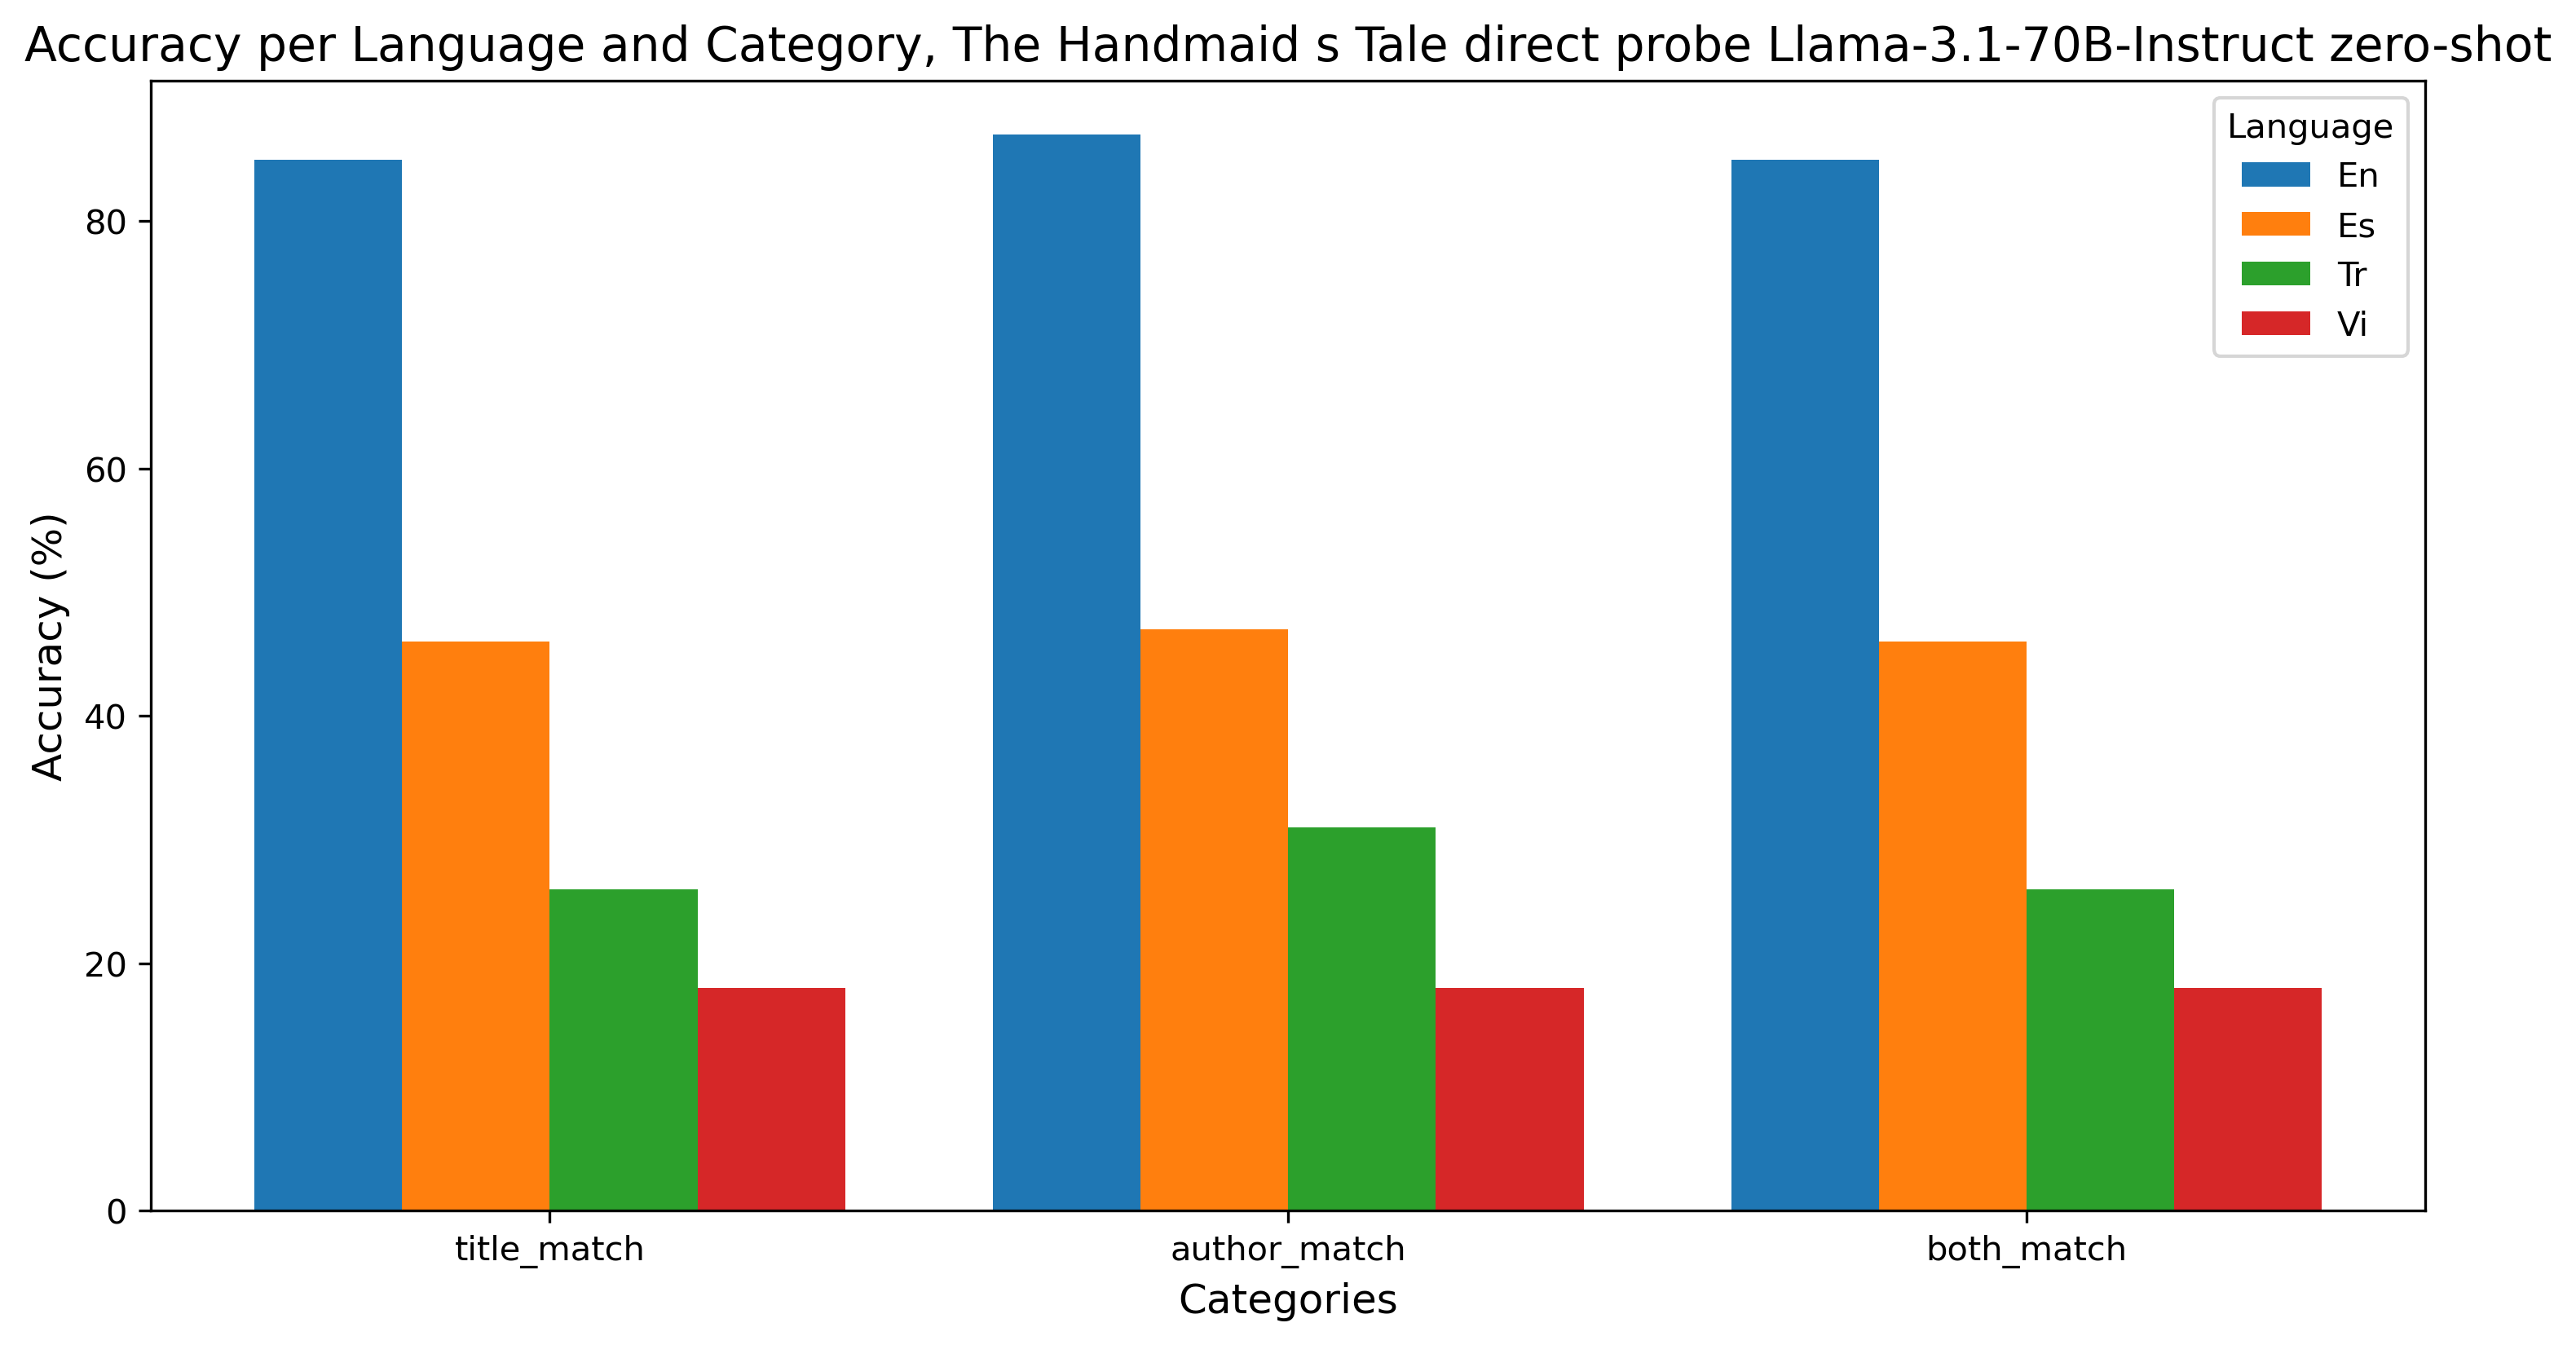 Accuracy per Language and Category, The Handmaid s Tale direct probe Llama-3.1-70B-Instruct zero-shot
Language
En
Es
Tr
Vi
Accuracy (%)
80
60
40
20
0
title_match author_match both_match
Categories